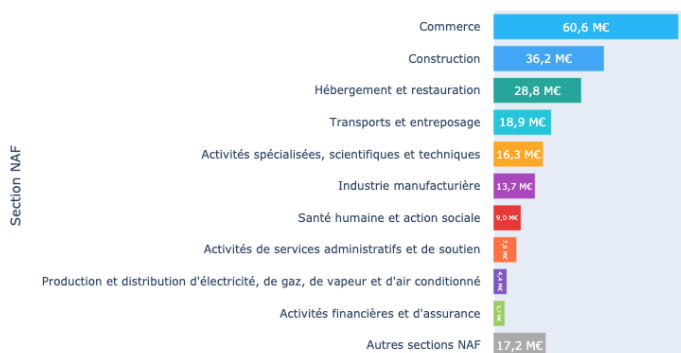 Section NAF
Commerce 60,6 M€
Construction 36,2 M€
Hébergement et restauration 28,8 M€
Transports et entreposage 18,9 M€
Activités spécialisées, scientifiques et techniques 16,3 M€
Industrie manufacturière 13,7 M€
Santé humaine et action sociale 9,0 M€
Activités de services administratifs et de soutien M€
Production et distribution d'électricité, de gaz, de vapeur et d'air conditionné 4,4 M€
Activités financières et d'assurance M€
Autres sections NAF 17,2 M€